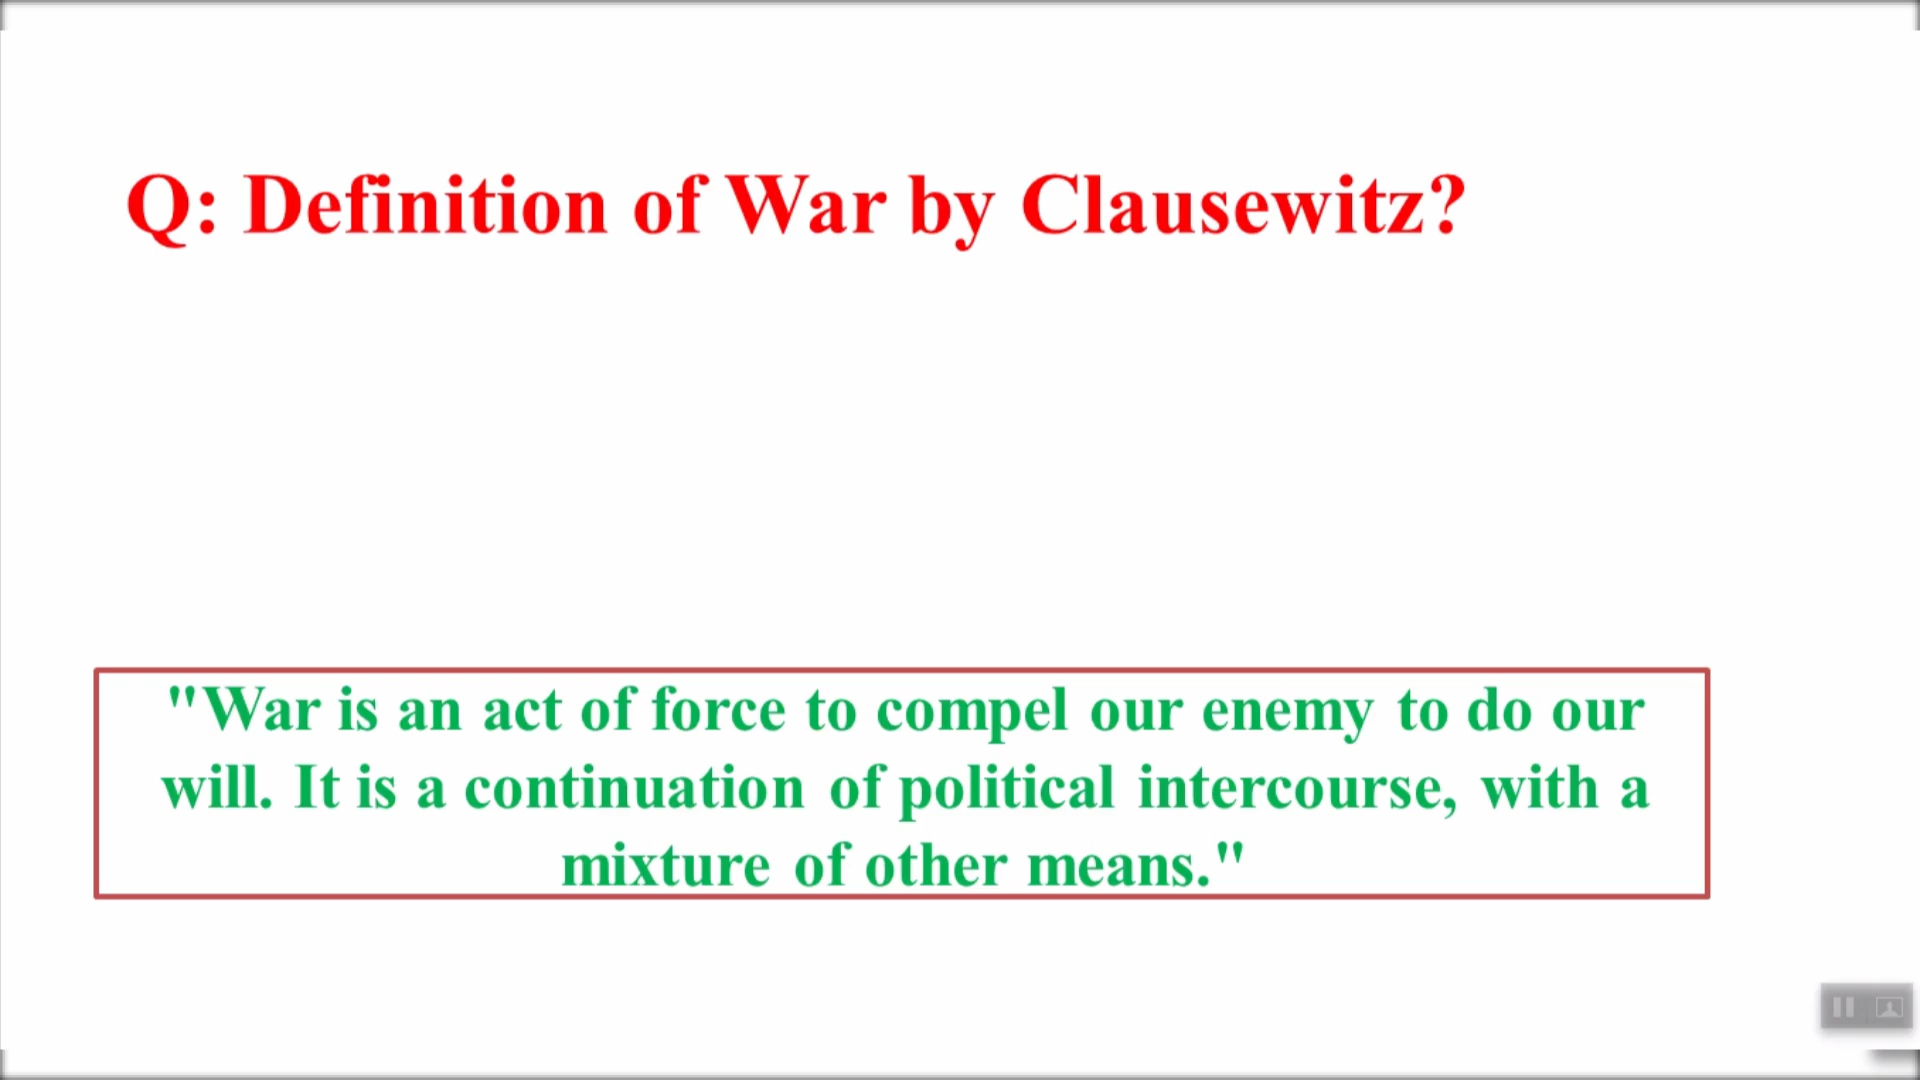 Q: Definition of War by Clausewitz?
"War is an act of force to compel our enemy to do our
will. It is a continuation of political intercourse, with a
mixture of other means."